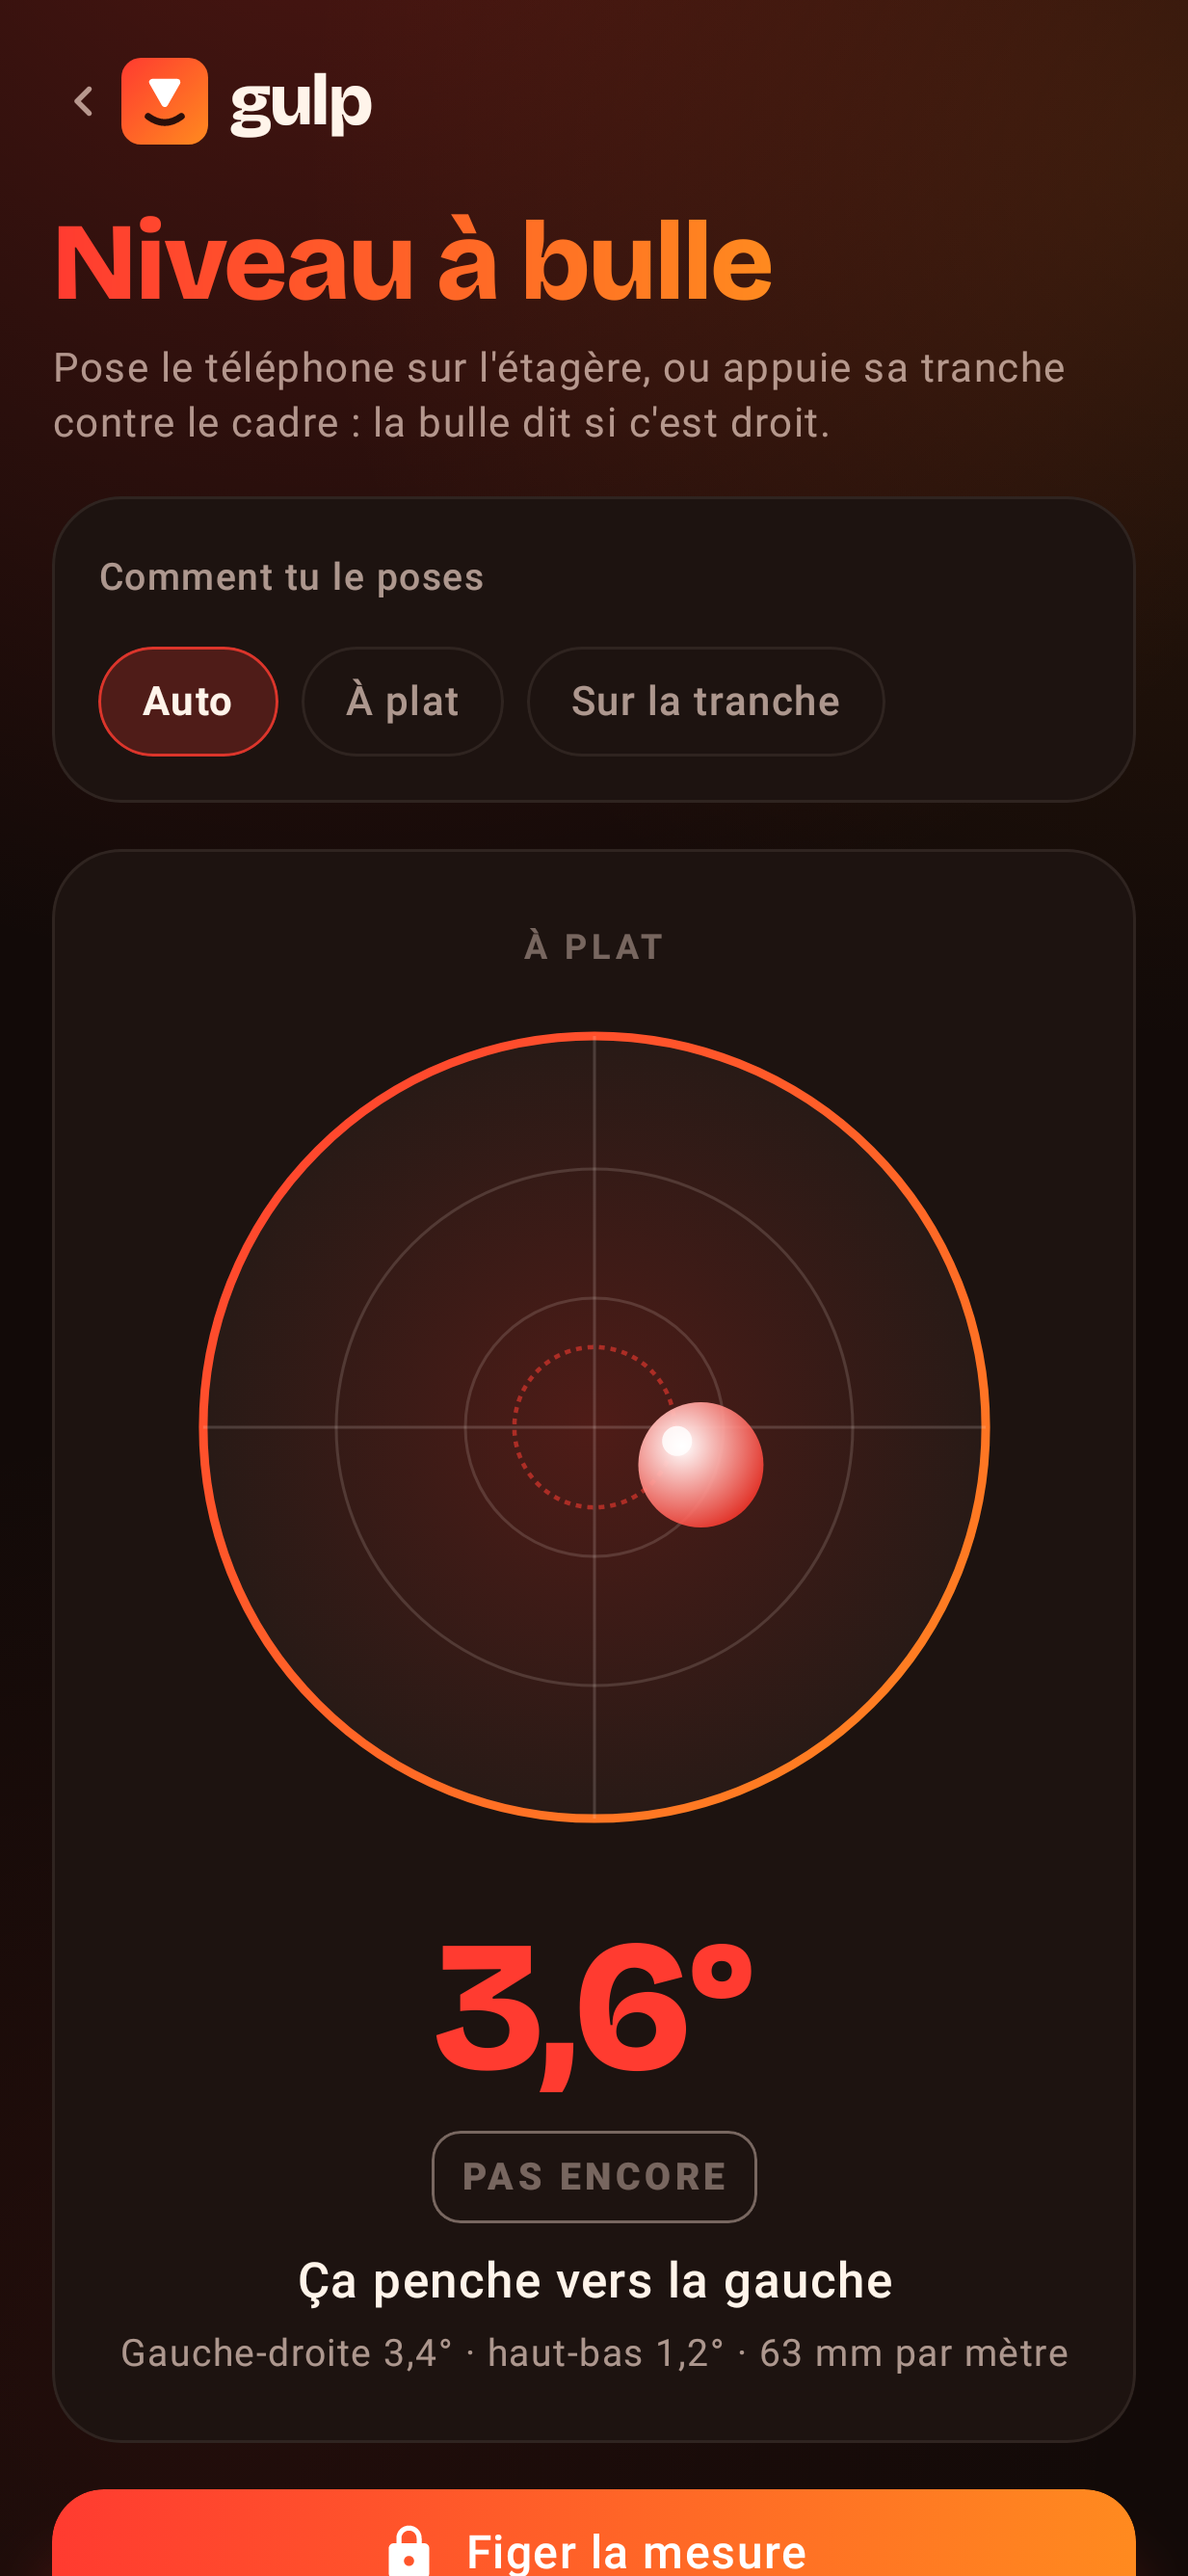 gulp
Niveau à bulle
Pose le téléphone sur l'étagère, ou appuie sa tranche
contre le cadre : la bulle dit si c'est droit.
Comment tu le poses
Auto
À plat
Sur la tranche
À PLAT
3,6°
PAS ENCORE
Ça penche vers la gauche
Gauche-droite 3,4° · haut-bas 1,2° · 63 mm par mètre
Figer la mesure